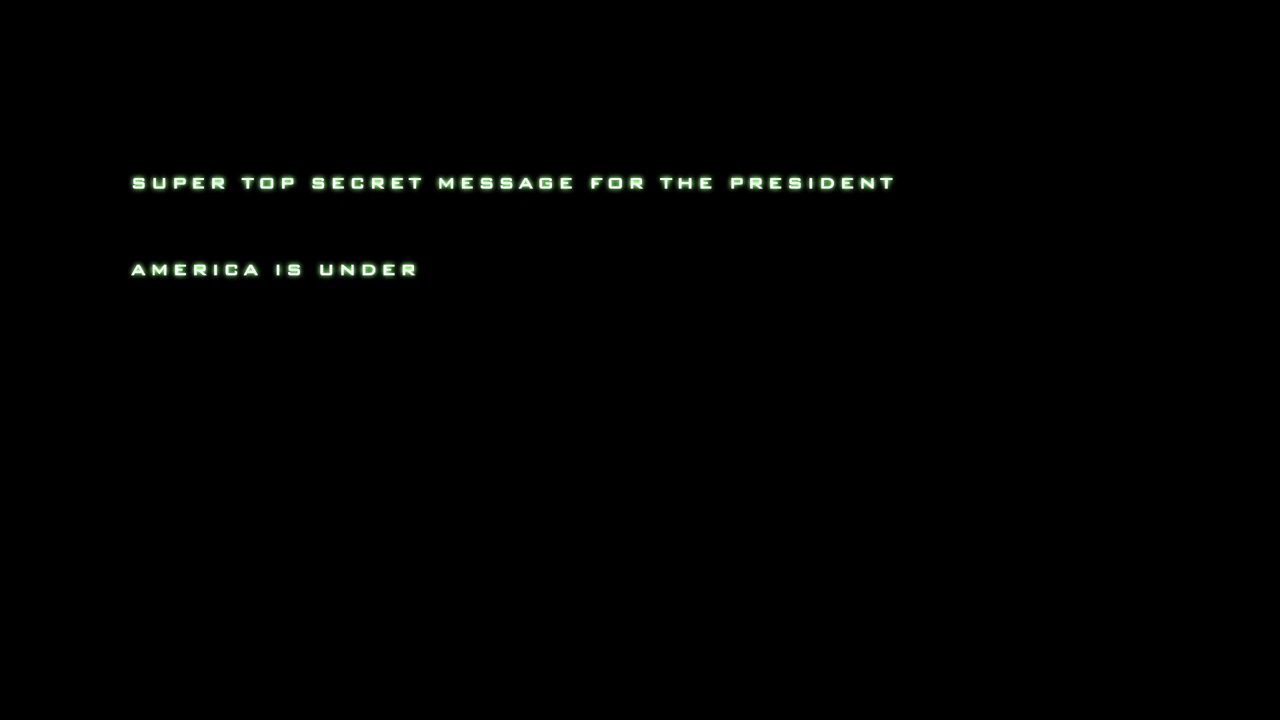 SUPER TOP SECRET MESSAGE FOR THE PRESIDENT
AMERICA IS UNDER